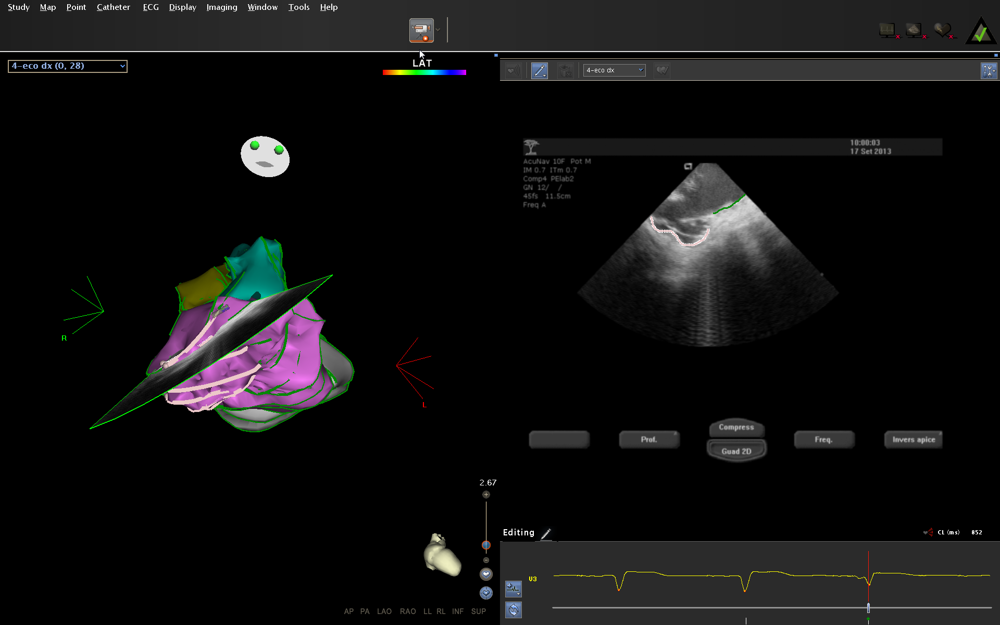 Study Map Point Catheter ECG Display Imaging Window Tools Help
4-eco dx (0, 28)
LAT
4-eco dx
10:00:03
17 Set 2013
AcuNav 10F Pot M
IM 0.7 ITm 0.7
Comp4 PElab2
GN 12/ /
45fs 11.5cm
Freq A
R
L
Compress
Prof.
Freq.
Invers apice
Guad 2D
2.67
Editing
CL (ms) 852
V3
AP PA LAO RAO LL RL INF SUP